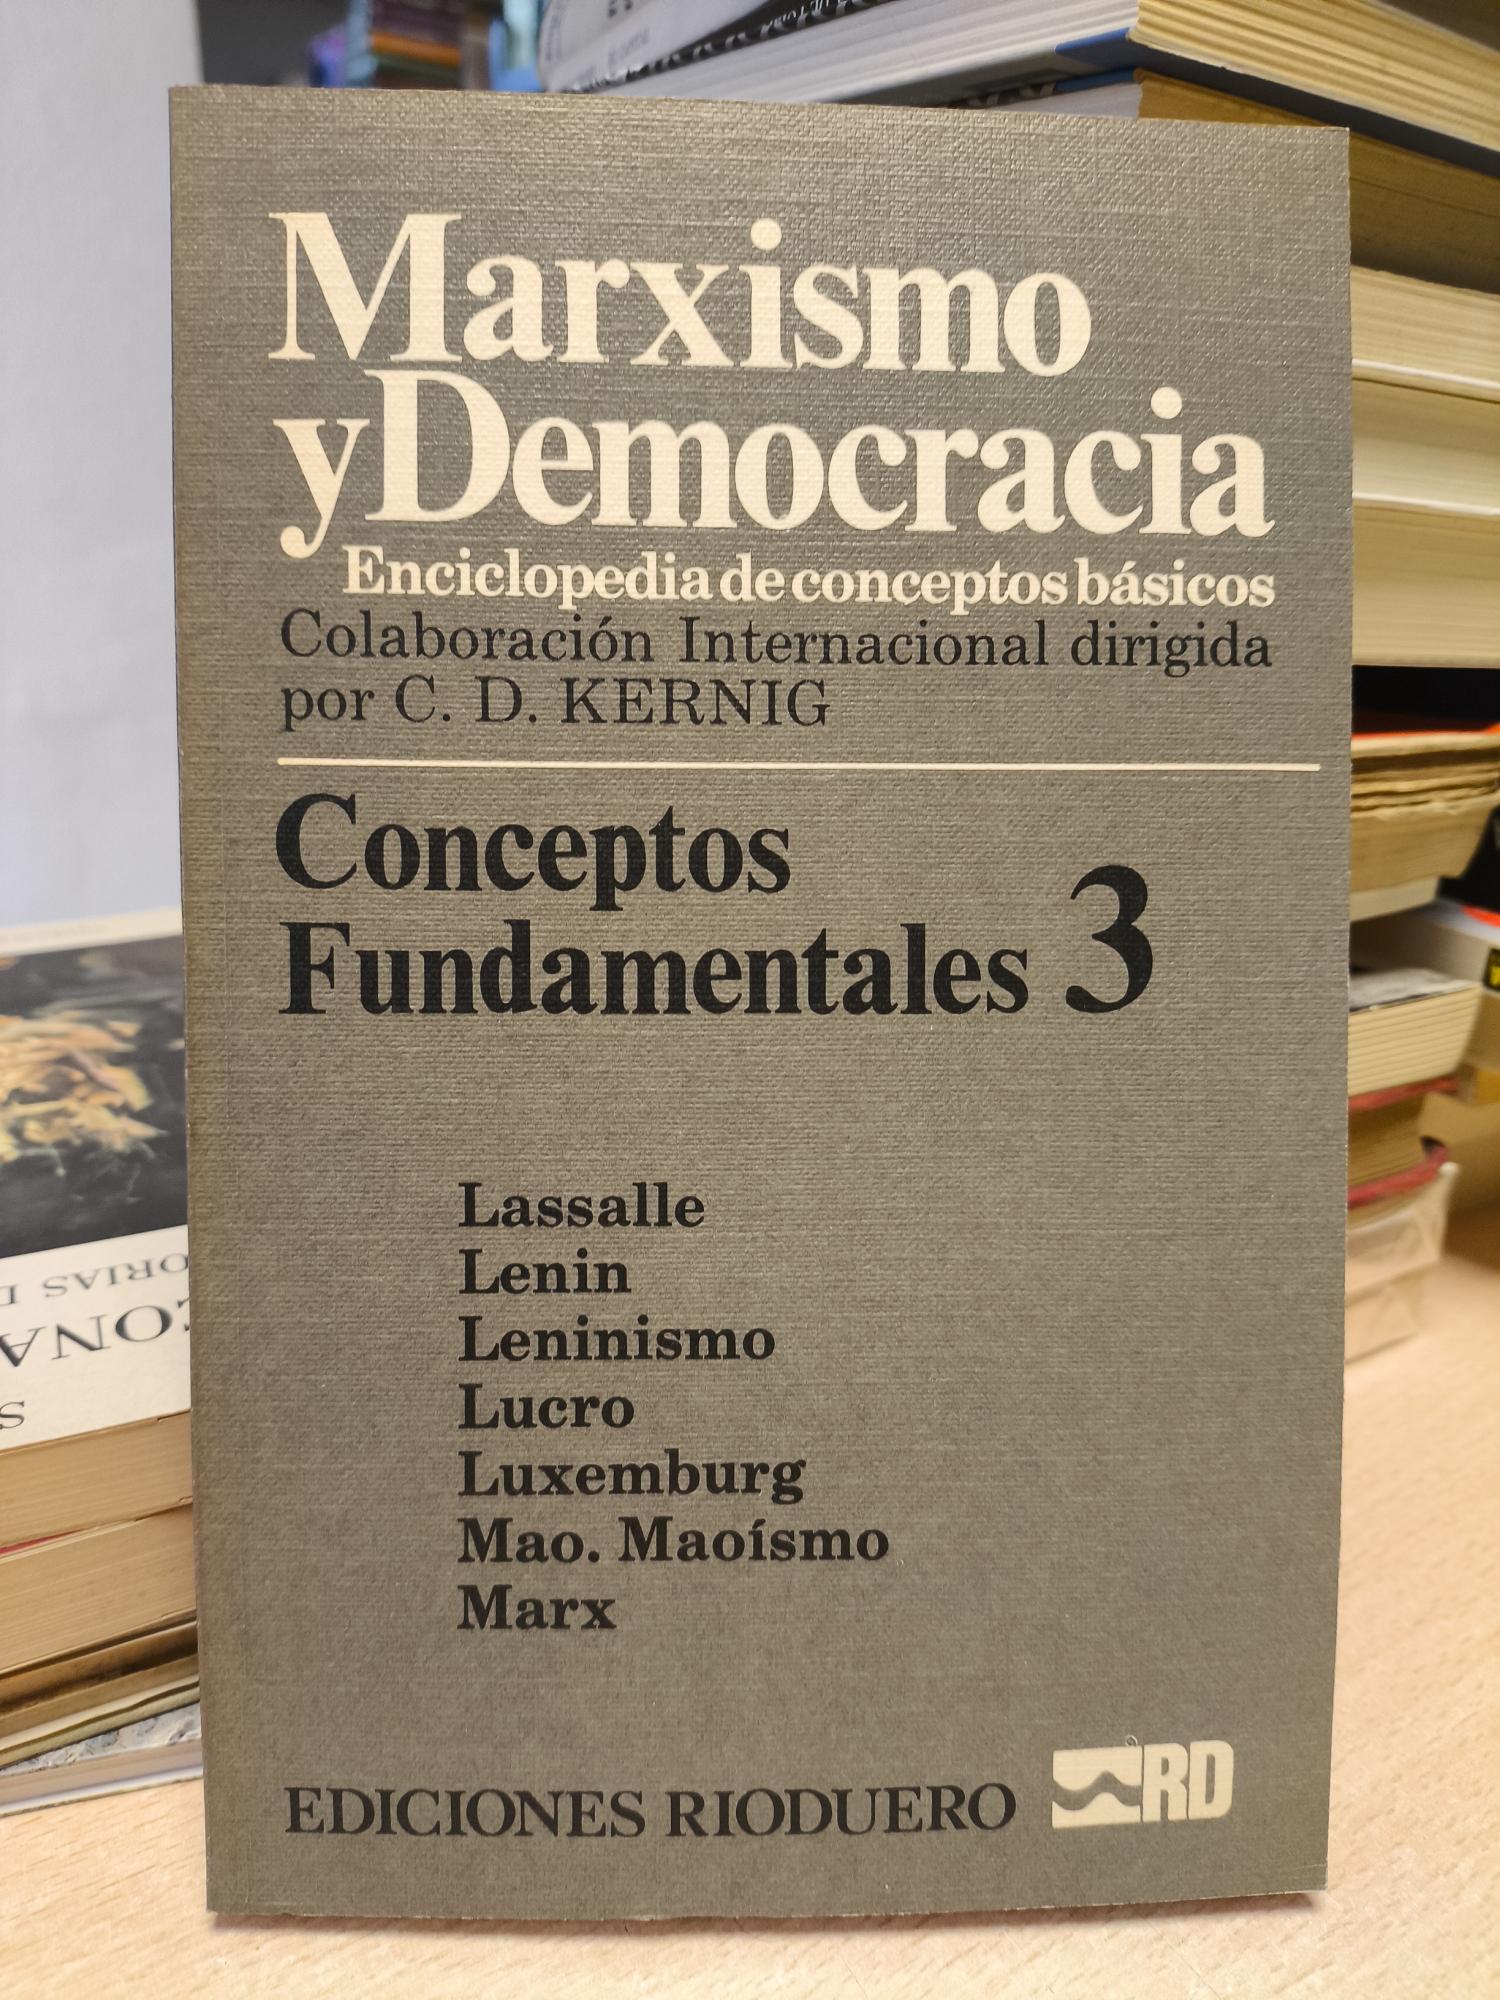 Marxismo
y Democracia
Enciclopedia de conceptos básicos
Colaboración Internacional dirigida
por C. D. KERNIG
Conceptos
Fundamentales 3
Lassalle
Lenin
Leninismo
Lucro
Luxemburg
Mao. Maoísmo
Marx
EDICIONES RIODUERO
RD